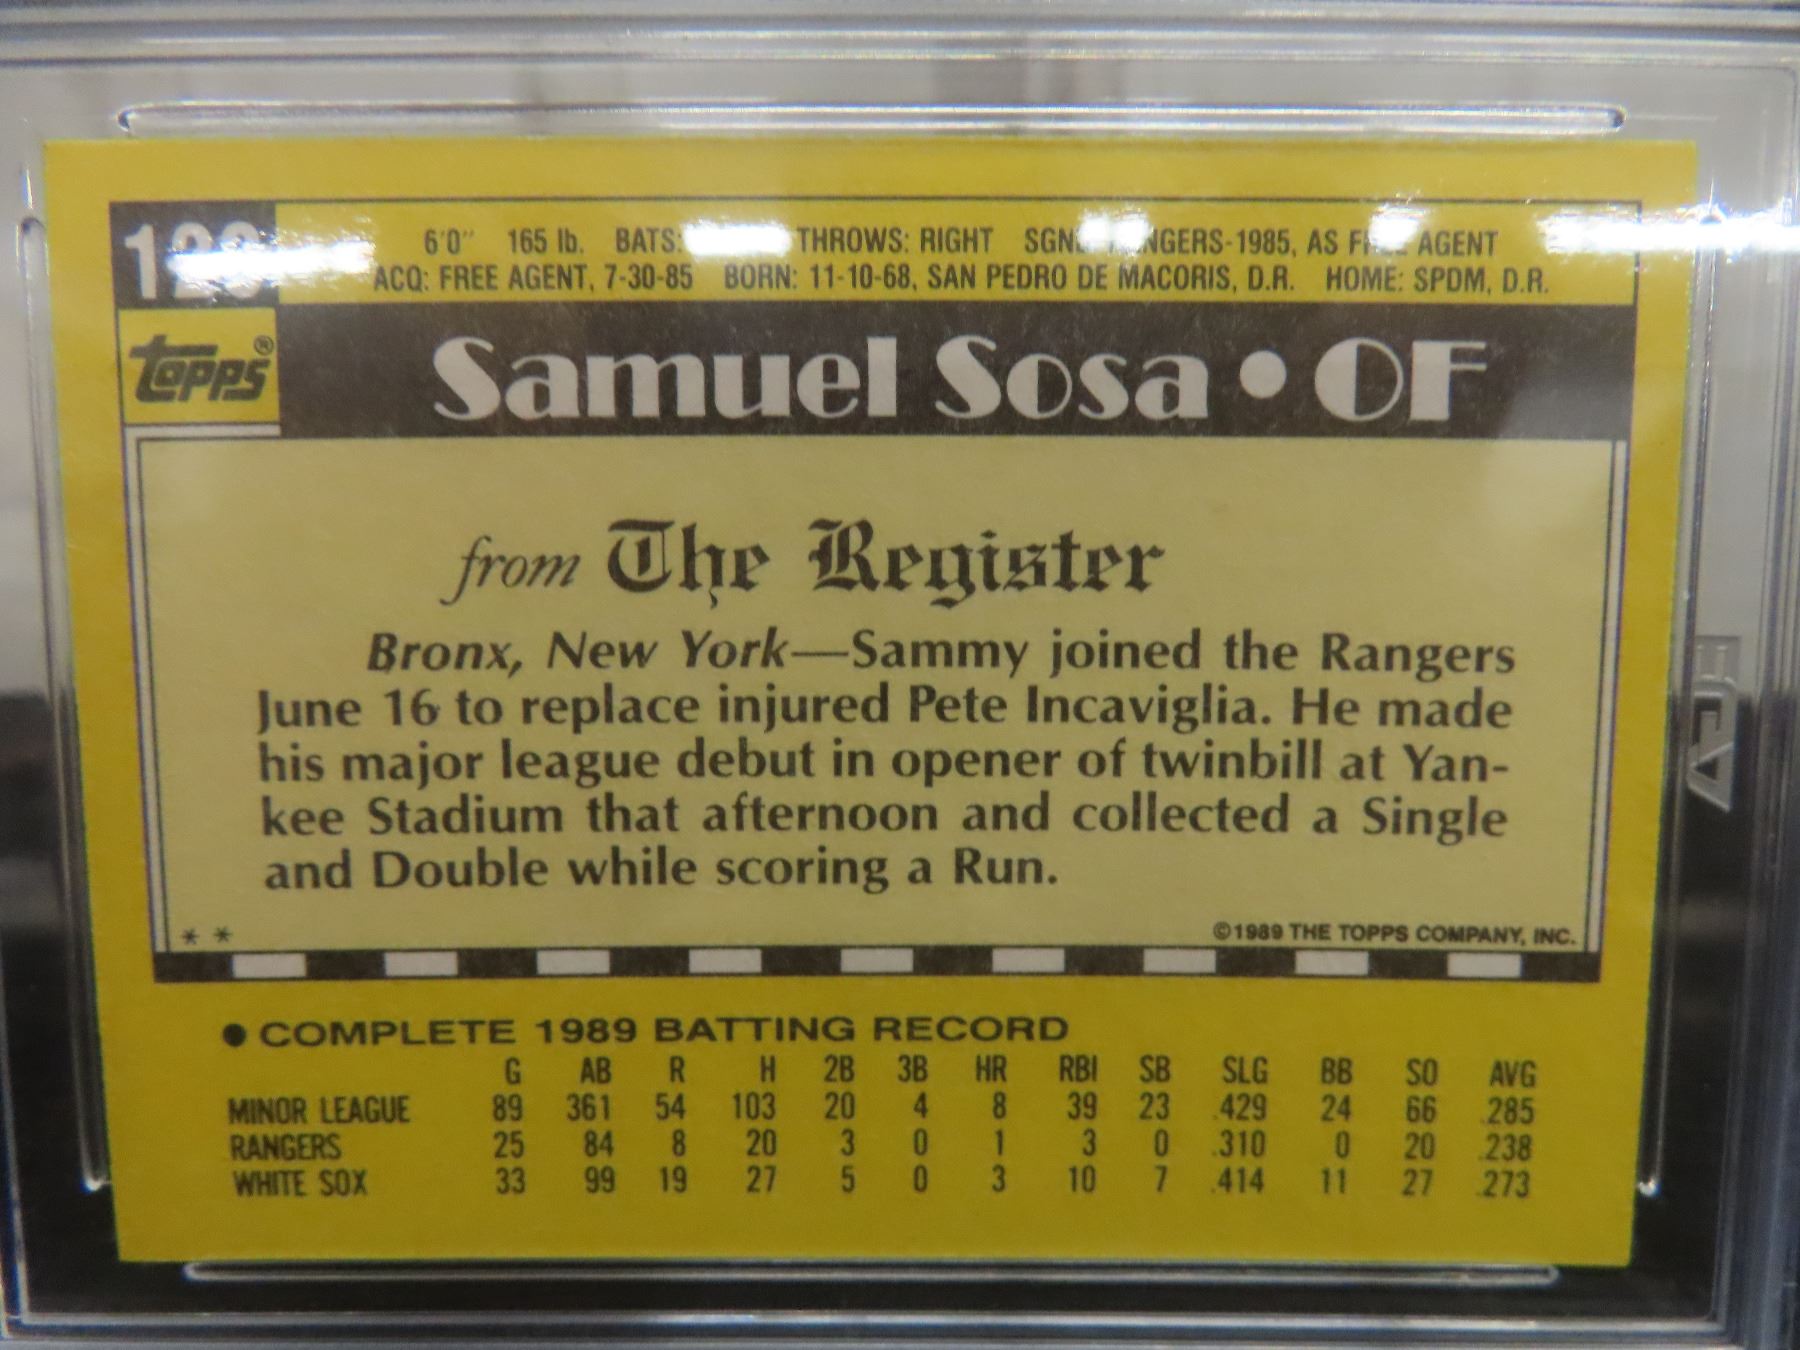 6'0" 165 lb. BATS: THROWS: RIGHT SGN: RANGERS-1985, AS FREE AGENT
ACQ: FREE AGENT, 7-30-85 BORN: 11-10-68, SAN PEDRO DE MACORIS, D.R. HOME: SPDM, D.R.
Topps®
Samuel Sosa • OF
from The Register
Bronx, New York—Sammy joined the Rangers
June 16 to replace injured Pete Incaviglia. He made
his major league debut in opener of twinbill at Yan-
kee Stadium that afternoon and collected a Single
and Double while scoring a Run.
* *
©1989 THE TOPPS COMPANY, INC.
● COMPLETE 1989 BATTING RECORD
G AB R H 2B 3B HR RBI SB SLG BB SO AVG
MINOR LEAGUE 89 361 54 103 20 4 8 39 23 .429 24 66 .285
RANGERS 25 84 8 20 3 0 1 3 0 .310 0 20 .238
WHITE SOX 33 99 19 27 5 0 3 10 7 .414 11 27 .273